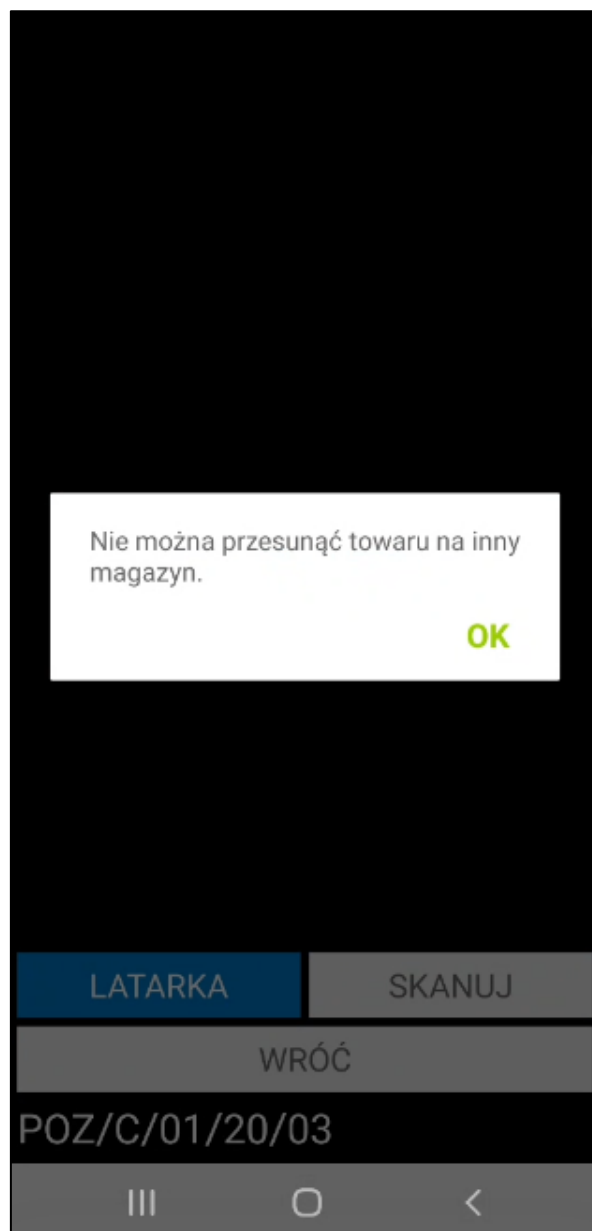 Nie można przesunąć towaru na inny
magazyn.
OK
LATARKA
SKANUJ
WRÓĆ
POZ/C/01/20/03